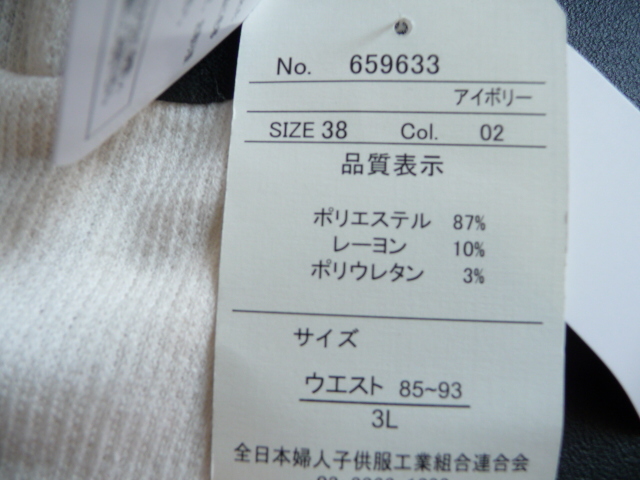 No. 659633
アイボリー
SIZE 38 Col. 02
品質表示
ポリエステル 87%
レーヨン 10%
ポリウレタン 3%
サイズ
ウエスト 85~93
3L
全日本婦人子供服工業組合連合会